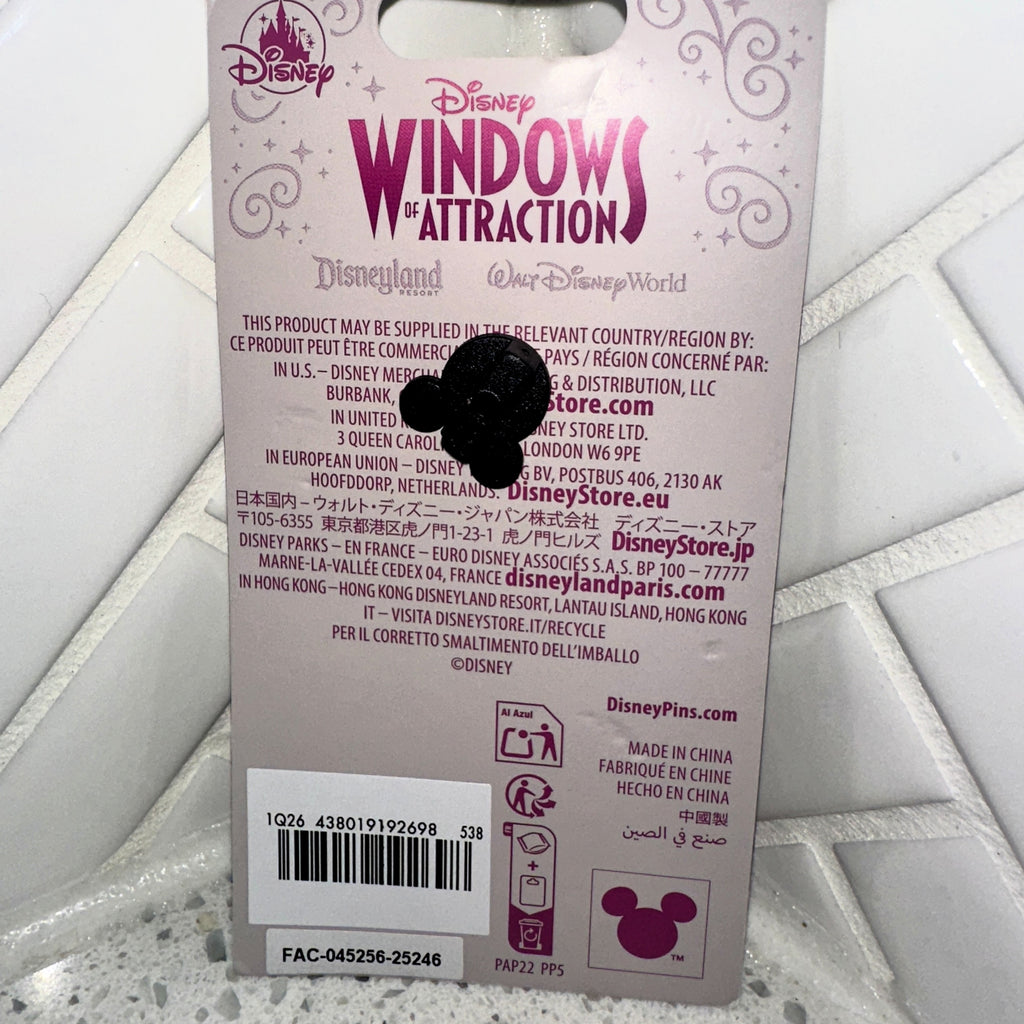 Disney
Disney
WINDOWS
OF ATTRACTION
Disneyland
RESORT
Walt Disney World
THIS PRODUCT MAY BE SUPPLIED IN THE RELEVANT COUNTRY/REGION BY:
CE PRODUIT PEUT ÊTRE PAYS / RÉGION CONCERNÉ PAR:
IN U.S. – DISNEY & DISTRIBUTION, LLC
BURBANK, Store.com
IN UNITED STORE LTD.
3 QUEEN LONDON W6 9PE
IN EUROPEAN UNION – DISNEY BV, POSTBUS 406, 2130 AK
HOOFDDORP, NETHERLANDS. DisneyStore.eu
日本国内 – ウォルト・ディズニー・ジャパン株式会社 ディズニー・ストア
〒105-6355 東京都港区虎ノ門1-23-1 虎ノ門ヒルズ DisneyStore.jp
DISNEY PARKS – EN FRANCE – EURO DISNEY ASSOCIÉS S.A.S. BP 100 – 77777
MARNE-LA-VALLÉE CEDEX 04, FRANCE disneylandparis.com
IN HONG KONG – HONG KONG DISNEYLAND RESORT, LANTAU ISLAND, HONG KONG
IT – VISITA DISNEYSTORE.IT/RECYCLE
PER IL CORRETTO SMALTIMENTO DELL'IMBALLO
©DISNEY
DisneyPins.com
Al Azul
MADE IN CHINA
FABRIQUÉ EN CHINE
HECHO EN CHINA
中國製
صنع في الصين
1Q26 438019192698 538
FAC-045256-25246
+
PAP22 PP5
TM